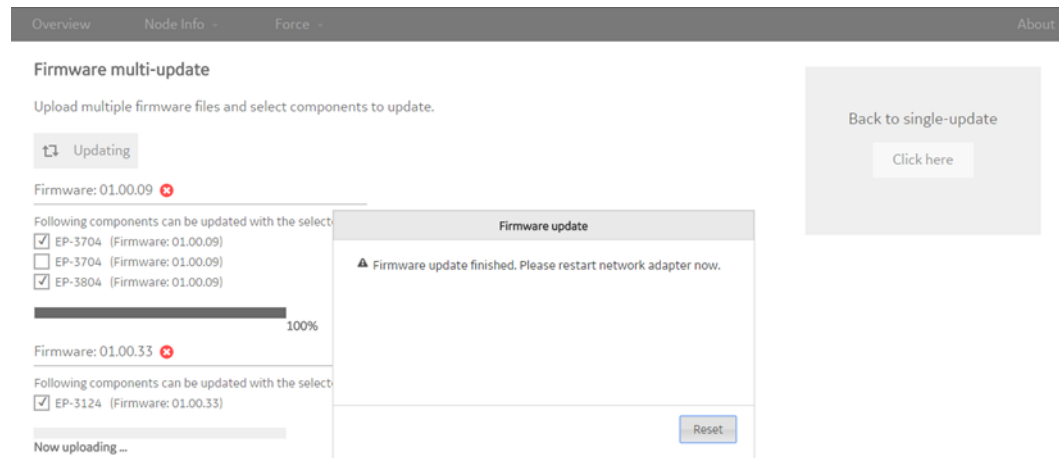 Overview Node Info - Force - About
Firmware multi-update
Upload multiple firmware files and select components to update.
Updating
Firmware: 01.00.09
Following components can be updated with the select
EP-3704 (Firmware: 01.00.09)
EP-3704 (Firmware: 01.00.09)
EP-3804 (Firmware: 01.00.09)
100%
Firmware: 01.00.33
Following components can be updated with the select
EP-3124 (Firmware: 01.00.33)
Now uploading ...
Firmware update
Firmware update finished. Please restart network adapter now.
Reset
Back to single-update
Click here